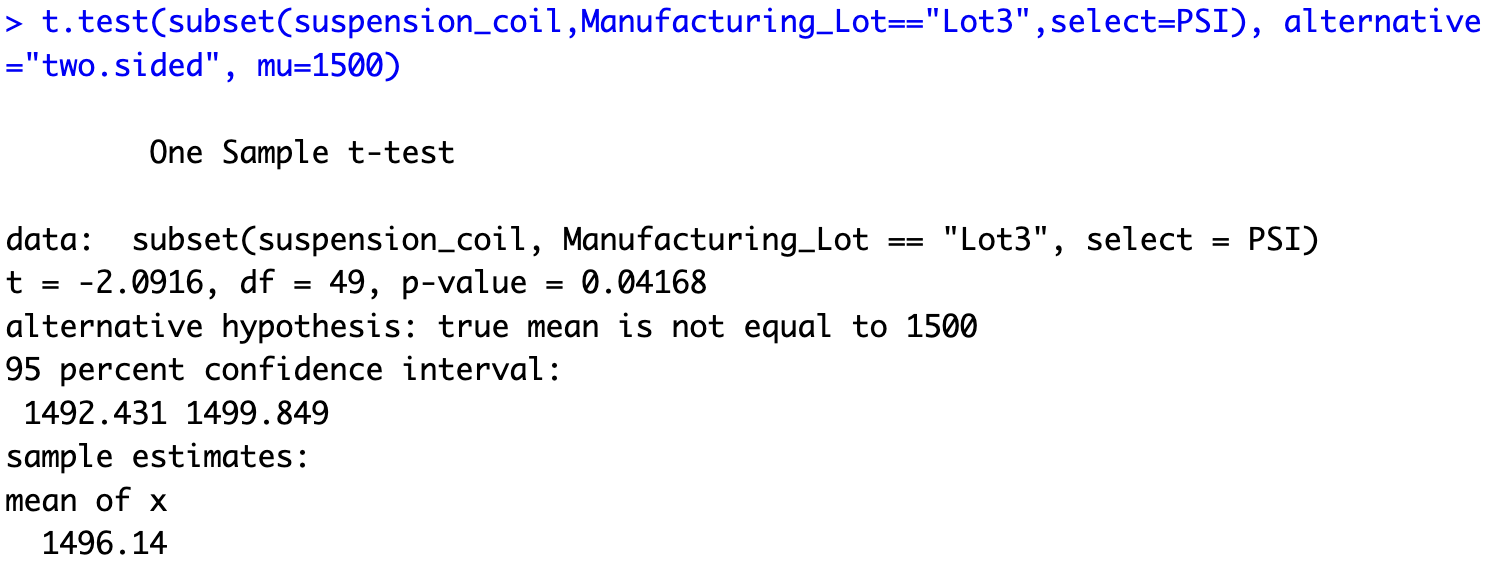 > t.test(subset(suspension_coil,Manufacturing_Lot=="Lot3",select=PSI), alternative
="two.sided", mu=1500)
One Sample t-test
data:  subset(suspension_coil, Manufacturing_Lot == "Lot3", select = PSI)
t = -2.0916, df = 49, p-value = 0.04168
alternative hypothesis: true mean is not equal to 1500
95 percent confidence interval:
 1492.431 1499.849
sample estimates:
mean of x
  1496.14